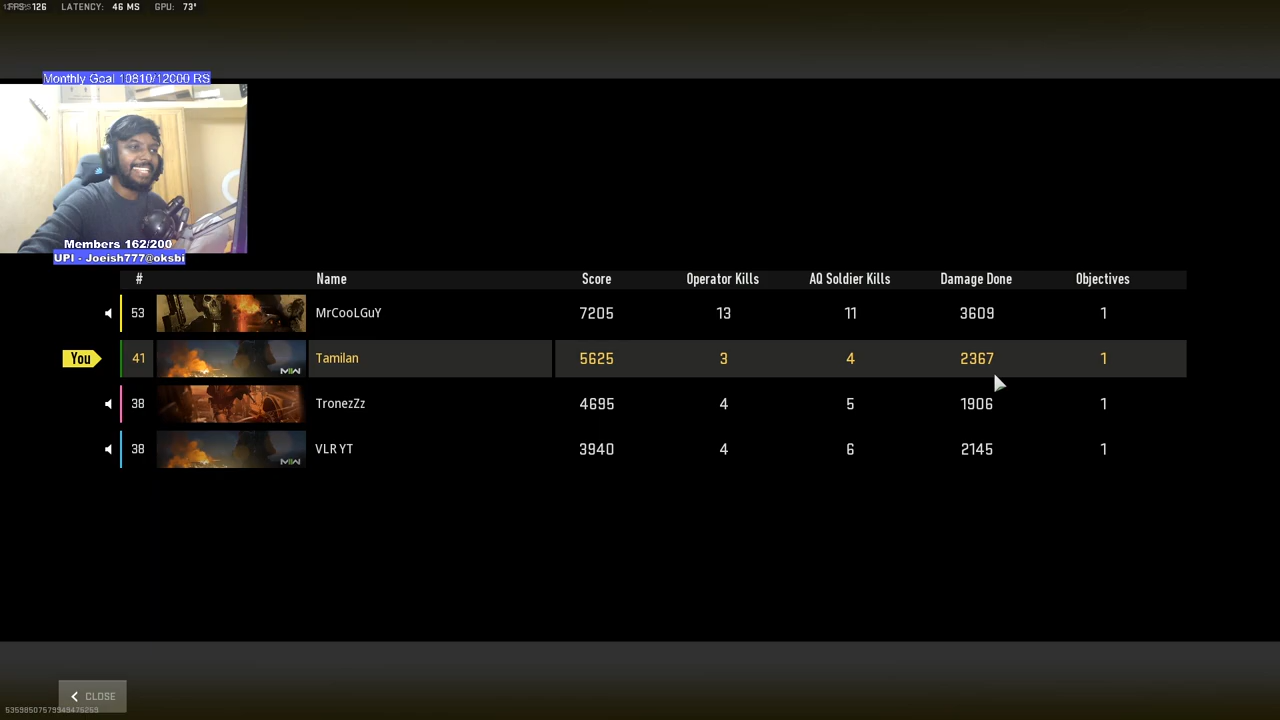 FPS: 126 LATENCY: 46 MS GPU: 73°
Monthly Goal 10810/12000 RS
Members 162/200
UPI - Joeish777@oksbi
# Name Score Operator Kills AQ Soldier Kills Damage Done Objectives
53 MrCooLGuY 7205 13 11 3609 1
You 41 MW Tamilan 5625 3 4 2367 1
38 TronezZz 4695 4 5 1906 1
38 MW VLR YT 3940 4 6 2145 1
CLOSE